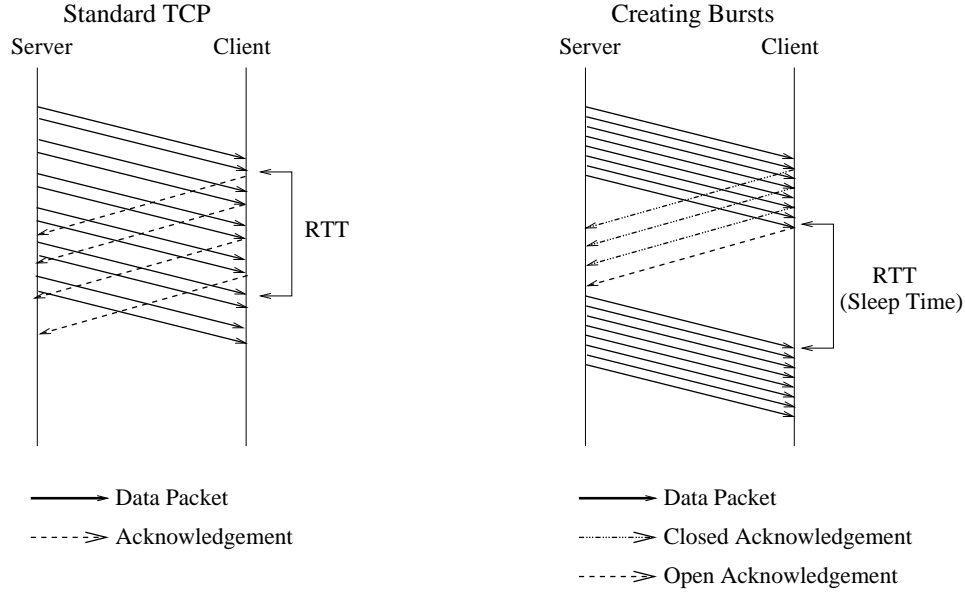 Standard TCP
Server
Client
RTT
Data Packet
Acknowledgement
Creating Bursts
Server
Client
RTT
(Sleep Time)
Data Packet
Closed Acknowledgement
Open Acknowledgement